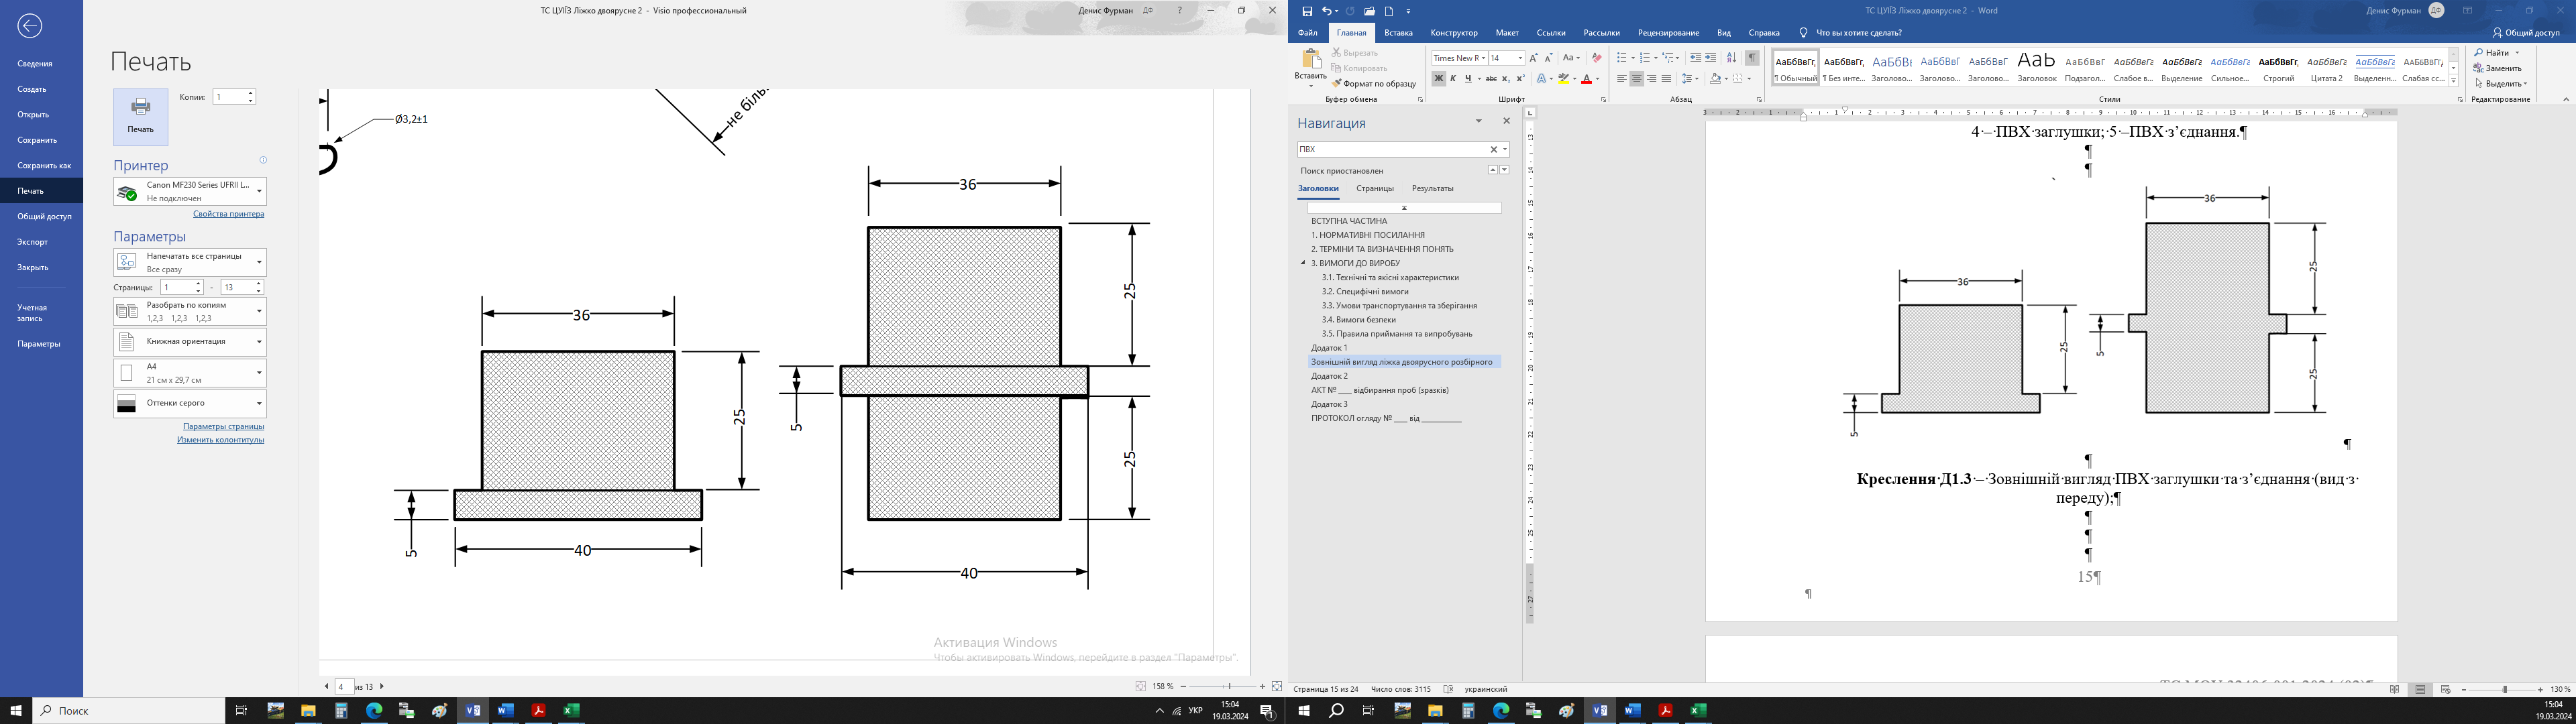 ТС ЦУІЇЗ Ліжко двоярусне 2 - Visio профессиональный
Денис Фурман
ДФ
?
Сведения
Создать
Открыть
Сохранить
Сохранить как
Печать
Общий доступ
Экспорт
Закрыть
Учетная
запись
Параметры
Печать
Печать
Копии:
1
Принтер
Canon MF230 Series UFRII L...
Не подключен
Свойства принтера
Параметры
Напечатать все страницы
Все сразу
Страницы:
1
-
13
Разобрать по копиям
1,2,3 1,2,3 1,2,3
Книжная ориентация
A4
21 см x 29,7 см
Оттенки серого
Параметры страницы
Изменить колонтитулы
Ø3,2±1
не біль
36
25
5
40
36
25
25
5
40
Активация Windows
Чтобы активировать Windows, перейдите в раздел "Параметры".
4
из 13
158 %
Поиск
УКР
15:04
19.03.2024
ТС ЦУІЇЗ Ліжко двоярусне 2 - Word
Денис Фурман
ДФ
Файл
Главная
Вставка
Конструктор
Макет
Ссылки
Рассылки
Рецензирование
Вид
Справка
Что вы хотите сделать?
Общий доступ
Вставить
Вырезать
Копировать
Формат по образцу
Буфер обмена
Times New R
14
Шрифт
Абзац
¶ Обычный
¶ Без инте...
Заголово...
Заголово...
Заголово...
Заголовок
Подзагол...
Слабое в...
Выделение
Сильное...
Строгий
Цитата 2
Выделенн...
Слабая сс...
Стили
Найти
Заменить
Выделить
Редактирование
Навигация
ПВХ
Поиск приостановлен
Заголовки
Страницы
Результаты
ВСТУПНА ЧАСТИНА
1. НОРМАТИВНІ ПОСИЛАННЯ
2. ТЕРМІНИ ТА ВИЗНАЧЕННЯ ПОНЯТЬ
3. ВИМОГИ ДО ВИРОБУ
3.1. Технічні та якісні характеристики
3.2. Специфічні вимоги
3.3. Умови транспортування та зберігання
3.4. Вимоги безпеки
3.5. Правила приймання та випробувань
Додаток 1
Зовнішній вигляд ліжка двоярусного розбірного
Додаток 2
АКТ № ___ відбирання проб (зразків)
Додаток 3
ПРОТОКОЛ огляду № ___ від _________
4·–·ПВХ·заглушки;·5·–ПВХ·з’єднання.¶
36
25
5
36
25
25
5
Креслення·Д1.3·–·Зовнішній·вигляд·ПВХ·заглушки·та·з’єднання·(вид·з·
переду);¶
15¶
Страница 15 из 24
Число слов: 3115
украинский
130 %
15:04
19.03.2024